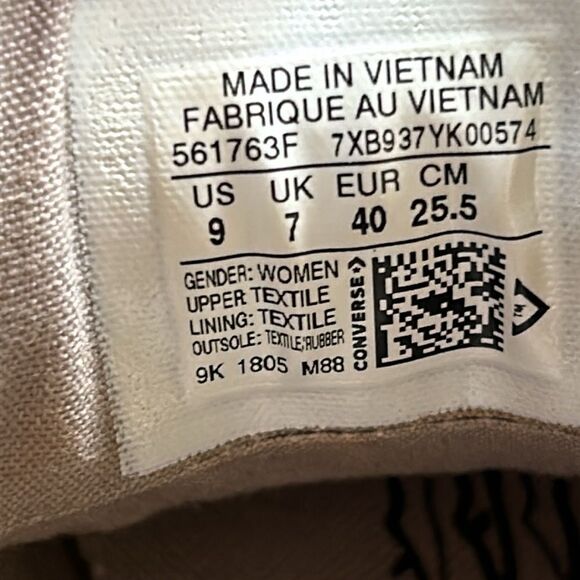 MADE IN VIETNAM
FABRIQUE AU VIETNAM
561763F 7XB937YK00574
US UK EUR CM
9 7 40 25.5
GENDER: WOMEN
UPPER TEXTILE
LINING: TEXTILE
OUTSOLE: TEXTILE/RUBBER
9K 1805 M88
CONVERSE
TM